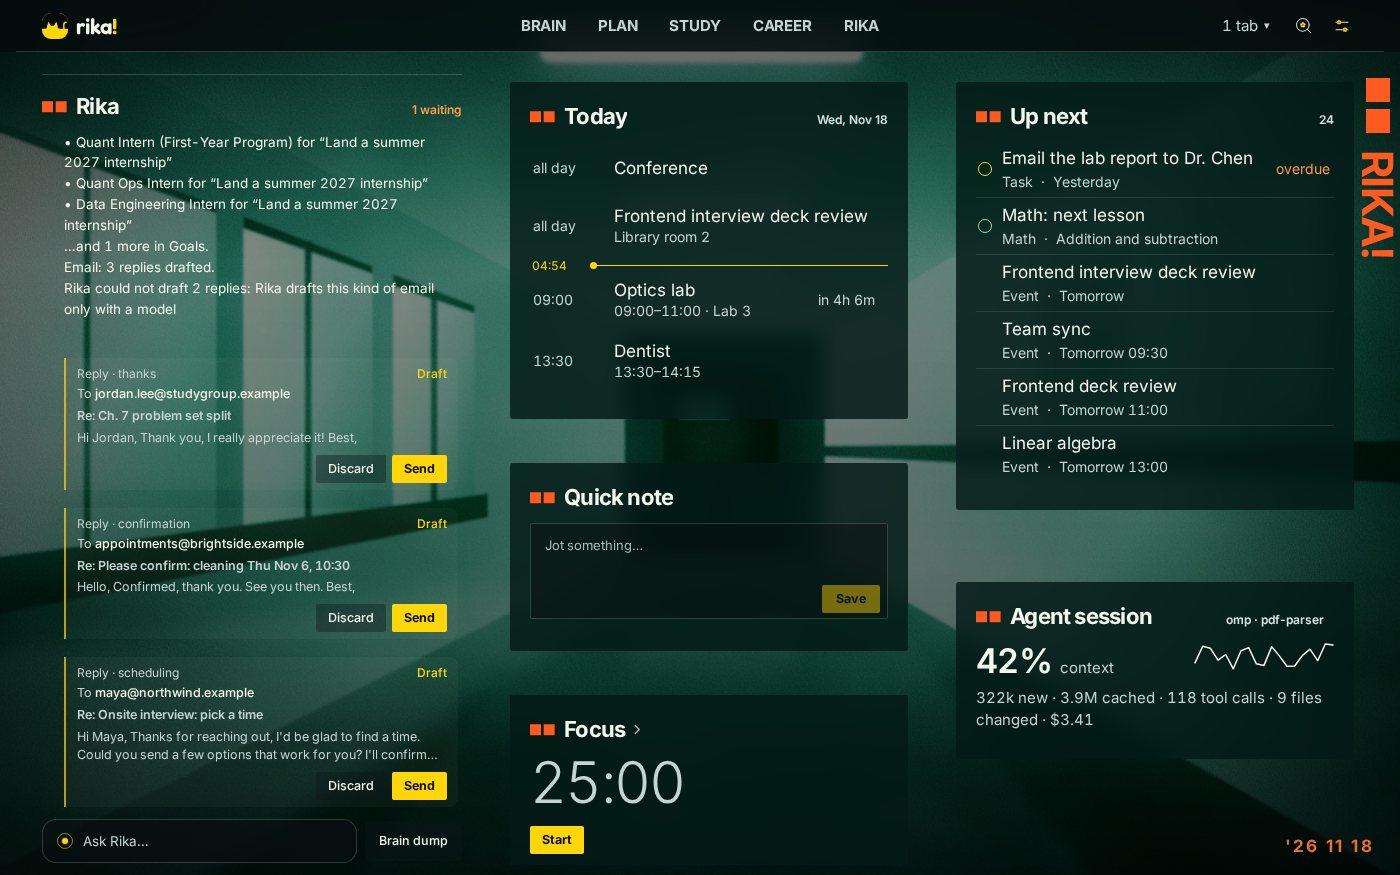 rika!
BRAIN PLAN STUDY CAREER RIKA
1 tab ▾
Rika
1 waiting
• Quant Intern (First-Year Program) for “Land a summer
2027 internship”
• Quant Ops Intern for “Land a summer 2027 internship”
• Data Engineering Intern for “Land a summer 2027
internship”
...and 1 more in Goals.
Email: 3 replies drafted.
Rika could not draft 2 replies: Rika drafts this kind of email
only with a model
Reply · thanks
Draft
To jordan.lee@studygroup.example
Re: Ch. 7 problem set split
Hi Jordan, Thank you, I really appreciate it! Best,
Discard Send
Reply · confirmation
Draft
To appointments@brightside.example
Re: Please confirm: cleaning Thu Nov 6, 10:30
Hello, Confirmed, thank you. See you then. Best,
Discard Send
Reply · scheduling
Draft
To maya@northwind.example
Re: Onsite interview: pick a time
Hi Maya, Thanks for reaching out, I'd be glad to find a time.
Could you send a few options that work for you? I'll confirm...
Discard Send
Ask Rika...
Brain dump
Today
Wed, Nov 18
all day Conference
all day Frontend interview deck review
Library room 2
04:54
09:00 Optics lab
09:00–11:00 · Lab 3
in 4h 6m
13:30 Dentist
13:30–14:15
Quick note
Jot something...
Save
Focus ›
25:00
Start
Up next
24
Email the lab report to Dr. Chen
Task · Yesterday
overdue
Math: next lesson
Math · Addition and subtraction
Frontend interview deck review
Event · Tomorrow
Team sync
Event · Tomorrow 09:30
Frontend deck review
Event · Tomorrow 11:00
Linear algebra
Event · Tomorrow 13:00
Agent session
omp · pdf-parser
42% context
322k new · 3.9M cached · 118 tool calls · 9 files
changed · $3.41
RIKA!
'26 11 18